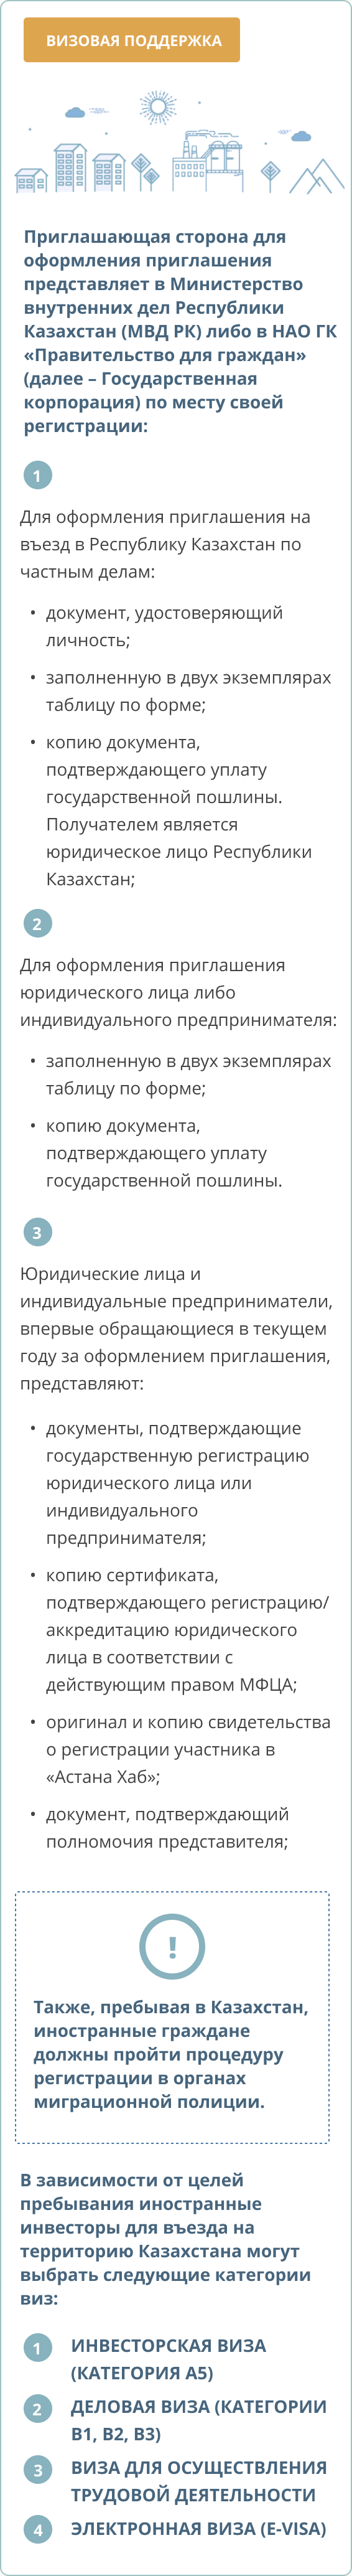 ВИЗОВАЯ ПОДДЕРЖКА
Приглашающая сторона для
оформления приглашения
представляет в Министерство
внутренних дел Республики
Казахстан (МВД РК) либо в НАО ГК
«Правительство для граждан»
(далее – Государственная
корпорация) по месту своей
регистрации:
1
Для оформления приглашения на
въезд в Республику Казахстан по
частным делам:
• документ, удостоверяющий
личность;
• заполненную в двух экземплярах
таблицу по форме;
• копию документа,
подтверждающего уплату
государственной пошлины.
Получателем является
юридическое лицо Республики
Казахстан;
2
Для оформления приглашения
юридического лица либо
индивидуального предпринимателя:
• заполненную в двух экземплярах
таблицу по форме;
• копию документа,
подтверждающего уплату
государственной пошлины.
3
Юридические лица и
индивидуальные предприниматели,
впервые обращающиеся в текущем
году за оформлением приглашения,
представляют:
• документы, подтверждающие
государственную регистрацию
юридического лица или
индивидуального
предпринимателя;
• копию сертификата,
подтверждающего регистрацию/
аккредитацию юридического
лица в соответствии с
действующим правом МФЦА;
• оригинал и копию свидетельства
о регистрации участника в
«Астана Хаб»;
• документ, подтверждающий
полномочия представителя;
!
Также, пребывая в Казахстан,
иностранные граждане
должны пройти процедуру
регистрации в органах
миграционной полиции.
В зависимости от целей
пребывания иностранные
инвесторы для въезда на
территорию Казахстана могут
выбрать следующие категории
виз:
1 ИНВЕСТОРСКАЯ ВИЗА
(КАТЕГОРИЯ А5)
2 ДЕЛОВАЯ ВИЗА (КАТЕГОРИИ
В1, В2, В3)
3 ВИЗА ДЛЯ ОСУЩЕСТВЛЕНИЯ
ТРУДОВОЙ ДЕЯТЕЛЬНОСТИ
4 ЭЛЕКТРОННАЯ ВИЗА (E-VISA)